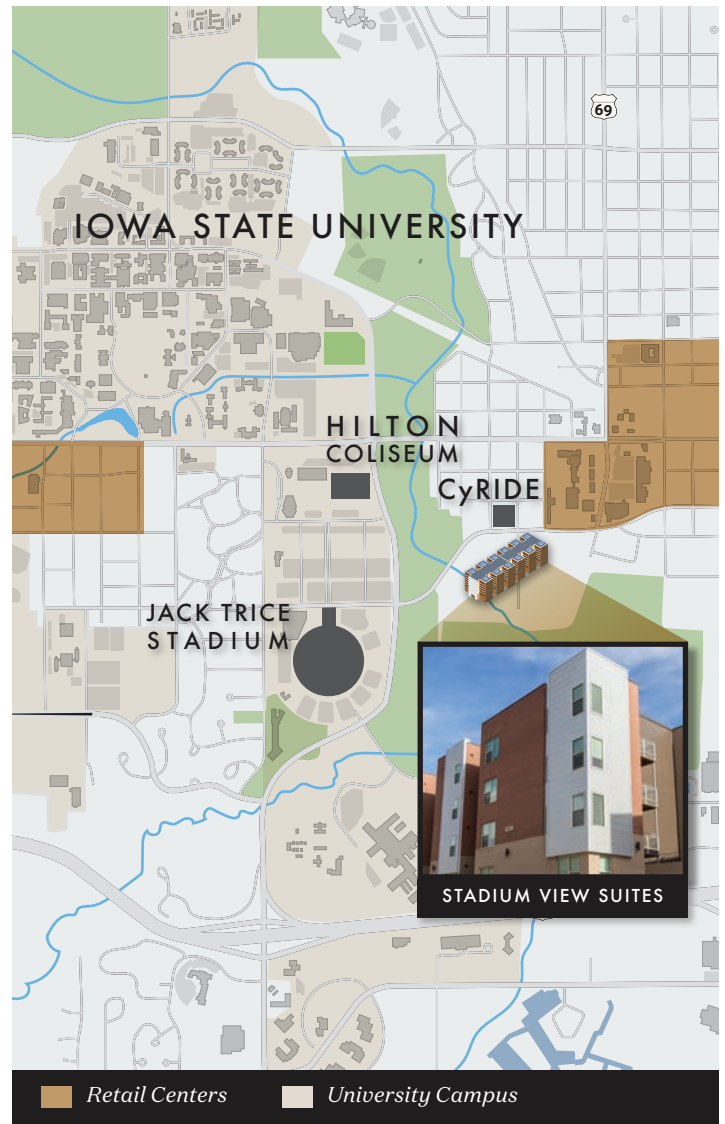 69
IOWA STATE UNIVERSITY
HILTON
COLISEUM
CyRIDE
JACK TRICE
STADIUM
STADIUM VIEW SUITES
Retail Centers
University Campus